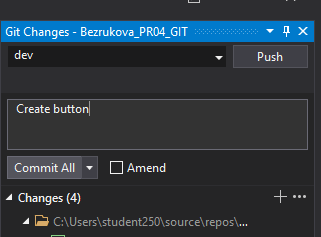 Git Changes - Bezrukova_PR04_GIT
dev
Push
Create button
Commit All
Amend
Changes (4)
C:\Users\student250\source\repos\...